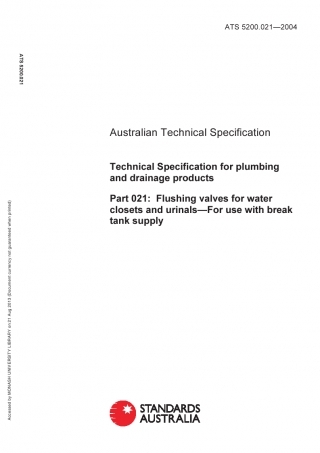 ATS 5200.021—2004
ATS 5200.021
Australian Technical Specification
Technical Specification for plumbing
and drainage products
Part 021: Flushing valves for water
closets and urinals—For use with break
tank supply
Accessed by MONASH UNIVERSITY LIBRARY on 21 Aug 2010 (Document currency not guaranteed when printed)
STANDARDS
AUSTRALIA